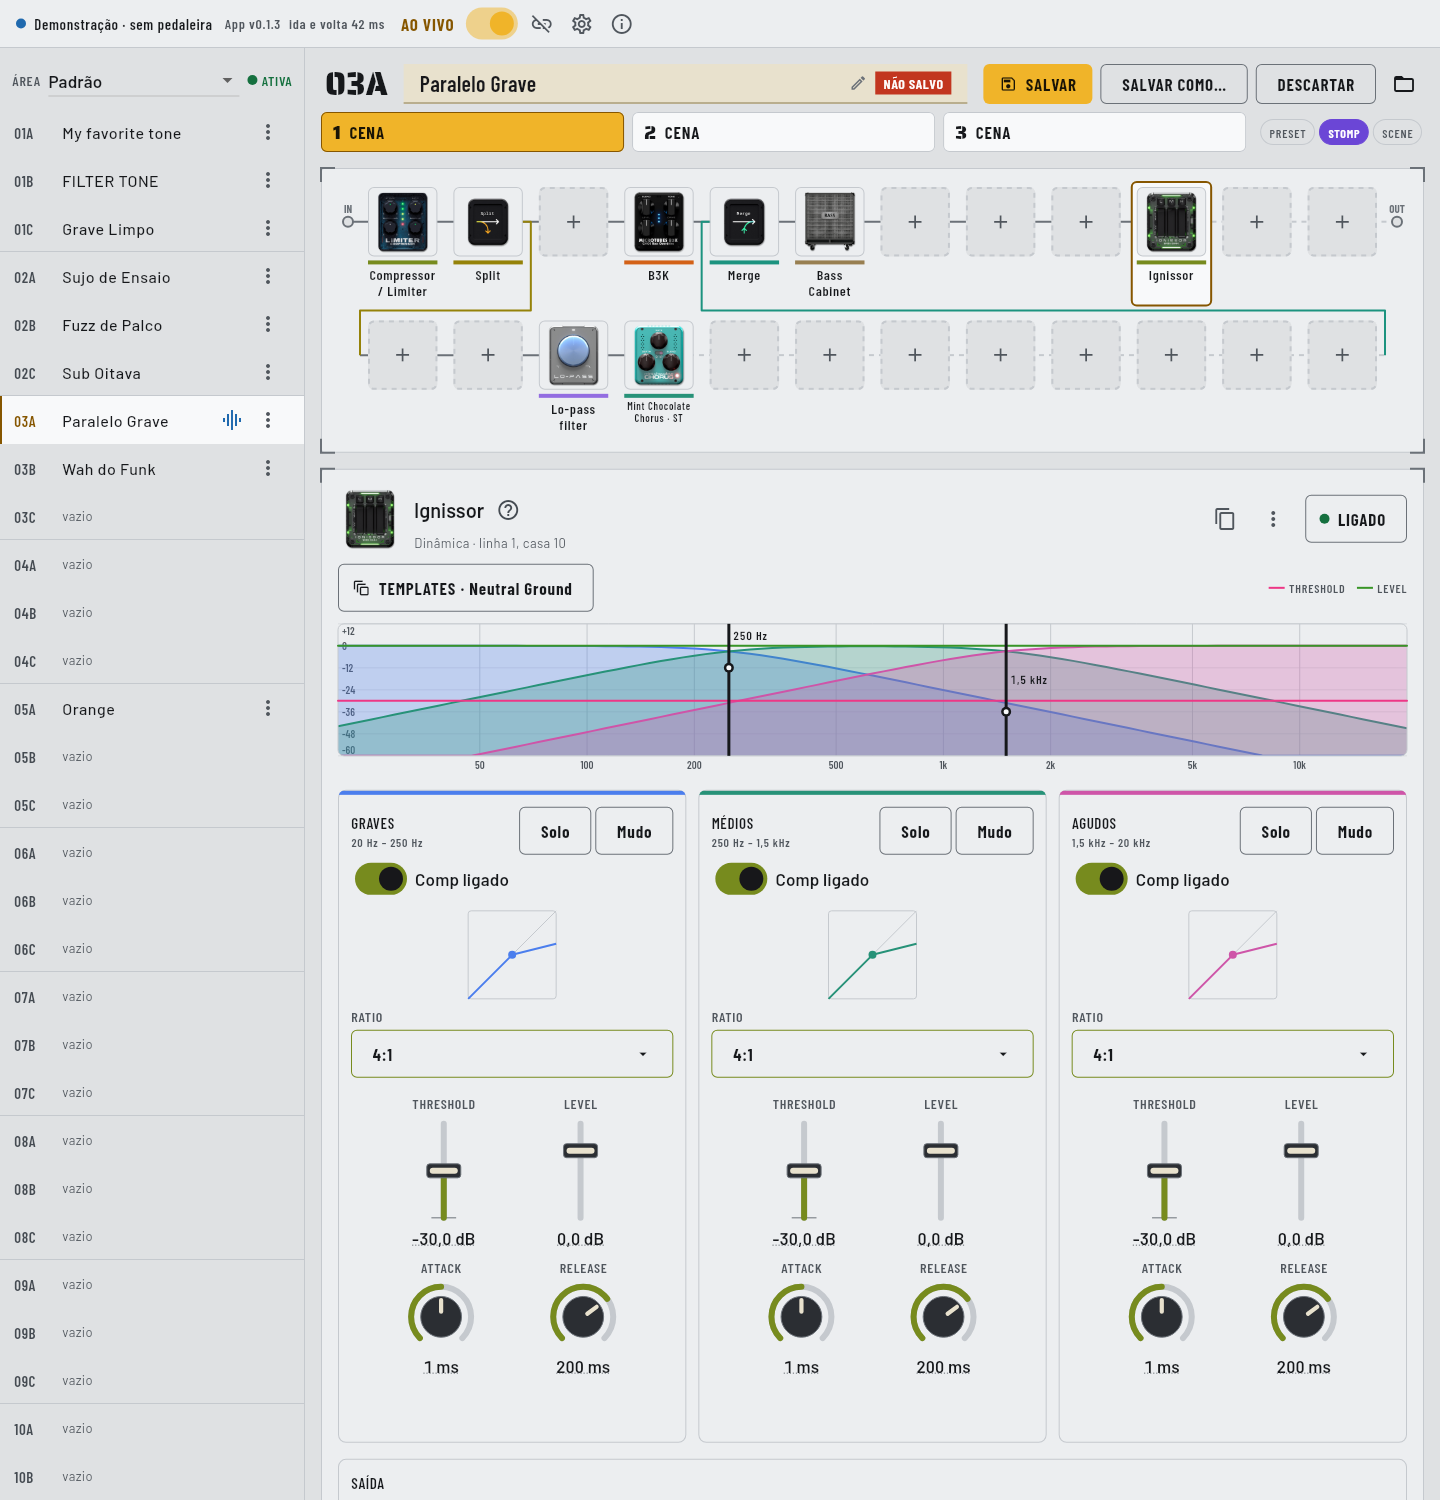 Demonstração · sem pedaleira App v0.1.3 ida e volta 42 ms AO VIVO
ÁREA Padrão ATIVA
01A My favorite tone
01B FILTER TONE
01C Grave Limpo
02A Sujo de Ensaio
02B Fuzz de Palco
02C Sub Oitava
03A Paralelo Grave
03B Wah do Funk
03C vazio
04A vazio
04B vazio
04C vazio
05A Orange
05B vazio
05C vazio
06A vazio
06B vazio
06C vazio
07A vazio
07B vazio
07C vazio
08A vazio
08B vazio
08C vazio
09A vazio
09B vazio
09C vazio
10A vazio
10B vazio
03A Paralelo Grave NÃO SALVO SALVAR SALVAR COMO... DESCARTAR
1 CENA 2 CENA 3 CENA PRESET STOMP SCENE
IN OUT
LIMITER Split Merge BASS
Compressor / Limiter
Split
B3K
Merge
Bass Cabinet
Ignissor
LO-PASS CHORUS
Lo-pass filter
Mint Chocolate Chorus · ST
Ignissor
Dinâmica · linha 1, casa 10
LIGADO
TEMPLATES · Neutral Ground
THRESHOLD LEVEL
+12
0
-12
-24
-36
-48
-60
250 Hz
1,5 kHz
50 100 200 500 1k 2k 5k 10k
GRAVES
20 Hz – 250 Hz
Solo Mudo
Comp ligado
RATIO
4:1
THRESHOLD LEVEL
-30,0 dB 0,0 dB
ATTACK RELEASE
1 ms 200 ms
MÉDIOS
250 Hz – 1,5 kHz
Solo Mudo
Comp ligado
RATIO
4:1
THRESHOLD LEVEL
-30,0 dB 0,0 dB
ATTACK RELEASE
1 ms 200 ms
AGUDOS
1,5 kHz – 20 kHz
Solo Mudo
Comp ligado
RATIO
4:1
THRESHOLD LEVEL
-30,0 dB 0,0 dB
ATTACK RELEASE
1 ms 200 ms
SAÍDA